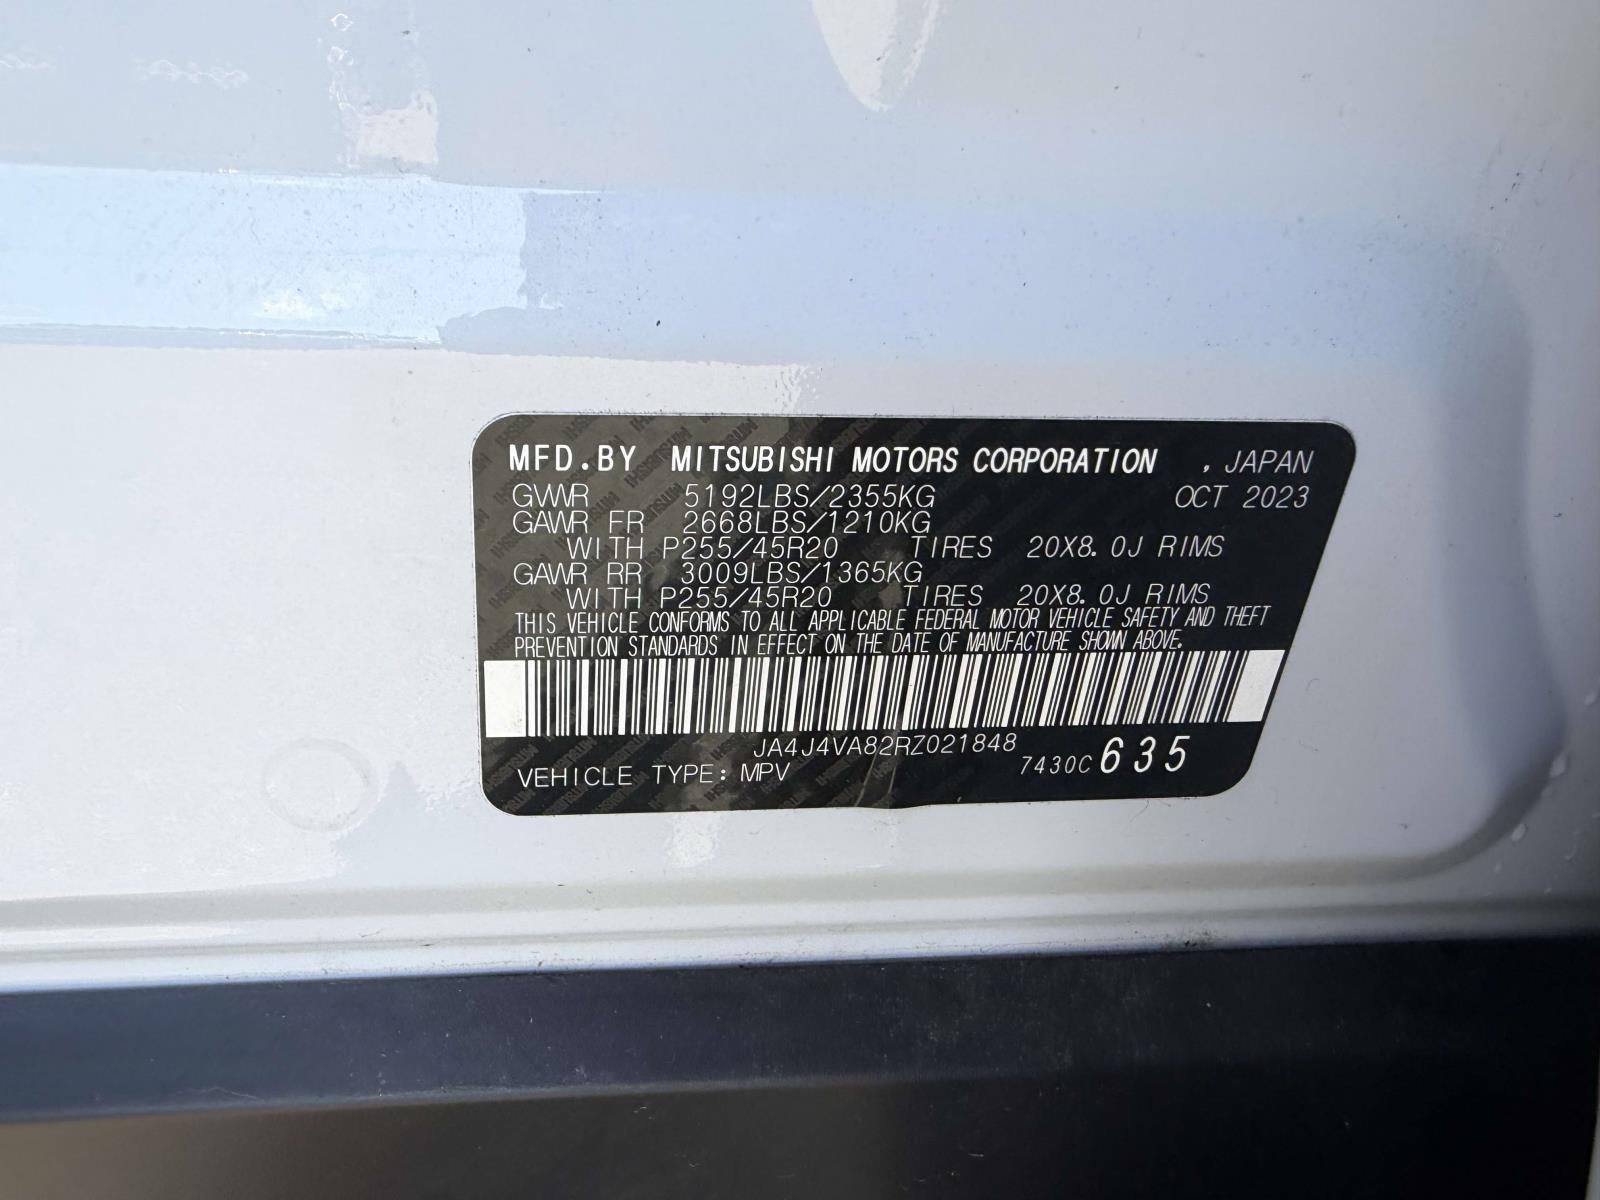 MFD.BY MITSUBISHI MOTORS CORPORATION , JAPAN
GVWR 5192LBS/2355KG OCT 2023
GAWR FR 2668LBS/1210KG
WITH P255/45R20 TIRES 20X8.0J RIMS
GAWR RR 3009LBS/1365KG
WITH P255/45R20 TIRES 20X8.0J RIMS
THIS VEHICLE CONFORMS TO ALL APPLICABLE FEDERAL MOTOR VEHICLE SAFETY AND THEFT
PREVENTION STANDARDS IN EFFECT ON THE DATE OF MANUFACTURE SHOWN ABOVE.
JA4J4VA82RZ021848
VEHICLE TYPE: MPV 7430C 635